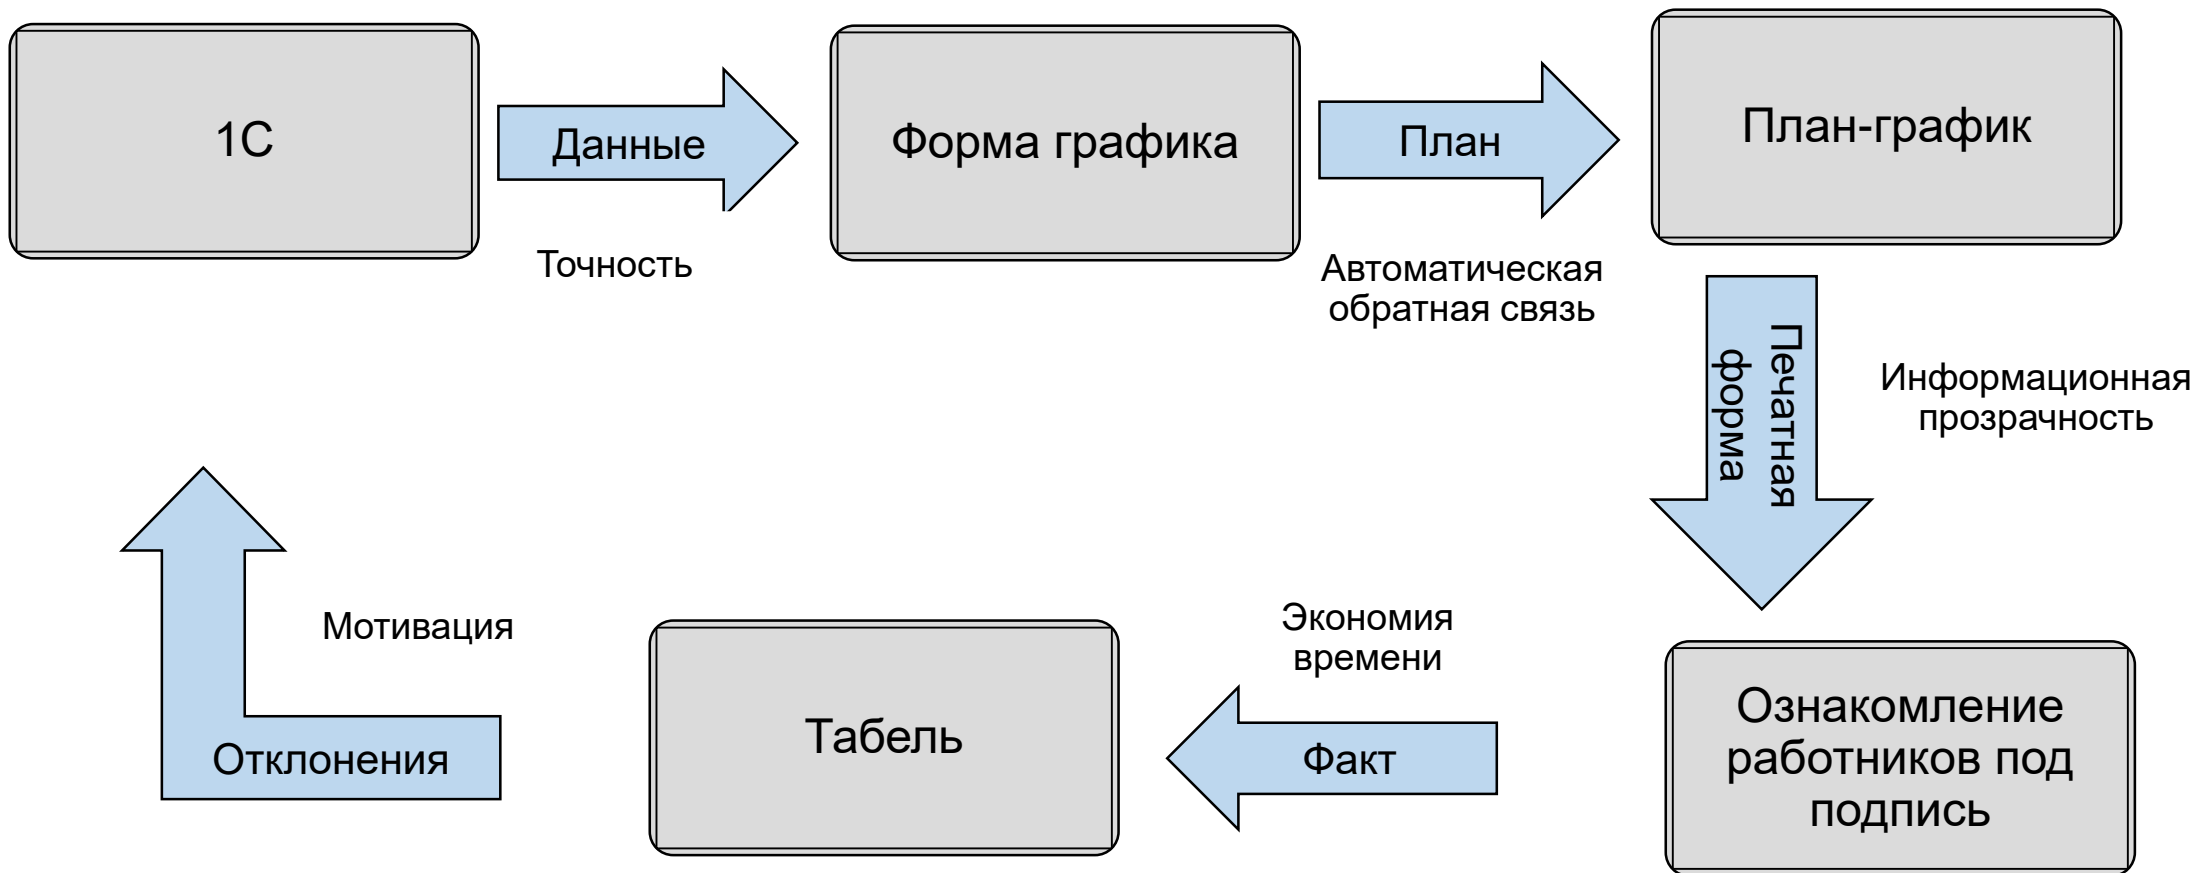 1С
Данные
Точность
Форма графика
План
Автоматическая
обратная связь
План-график
Печатная
форма
Информационная
прозрачность
Ознакомление
работников под
подпись
Экономия
времени
Факт
Табель
Мотивация
Отклонения